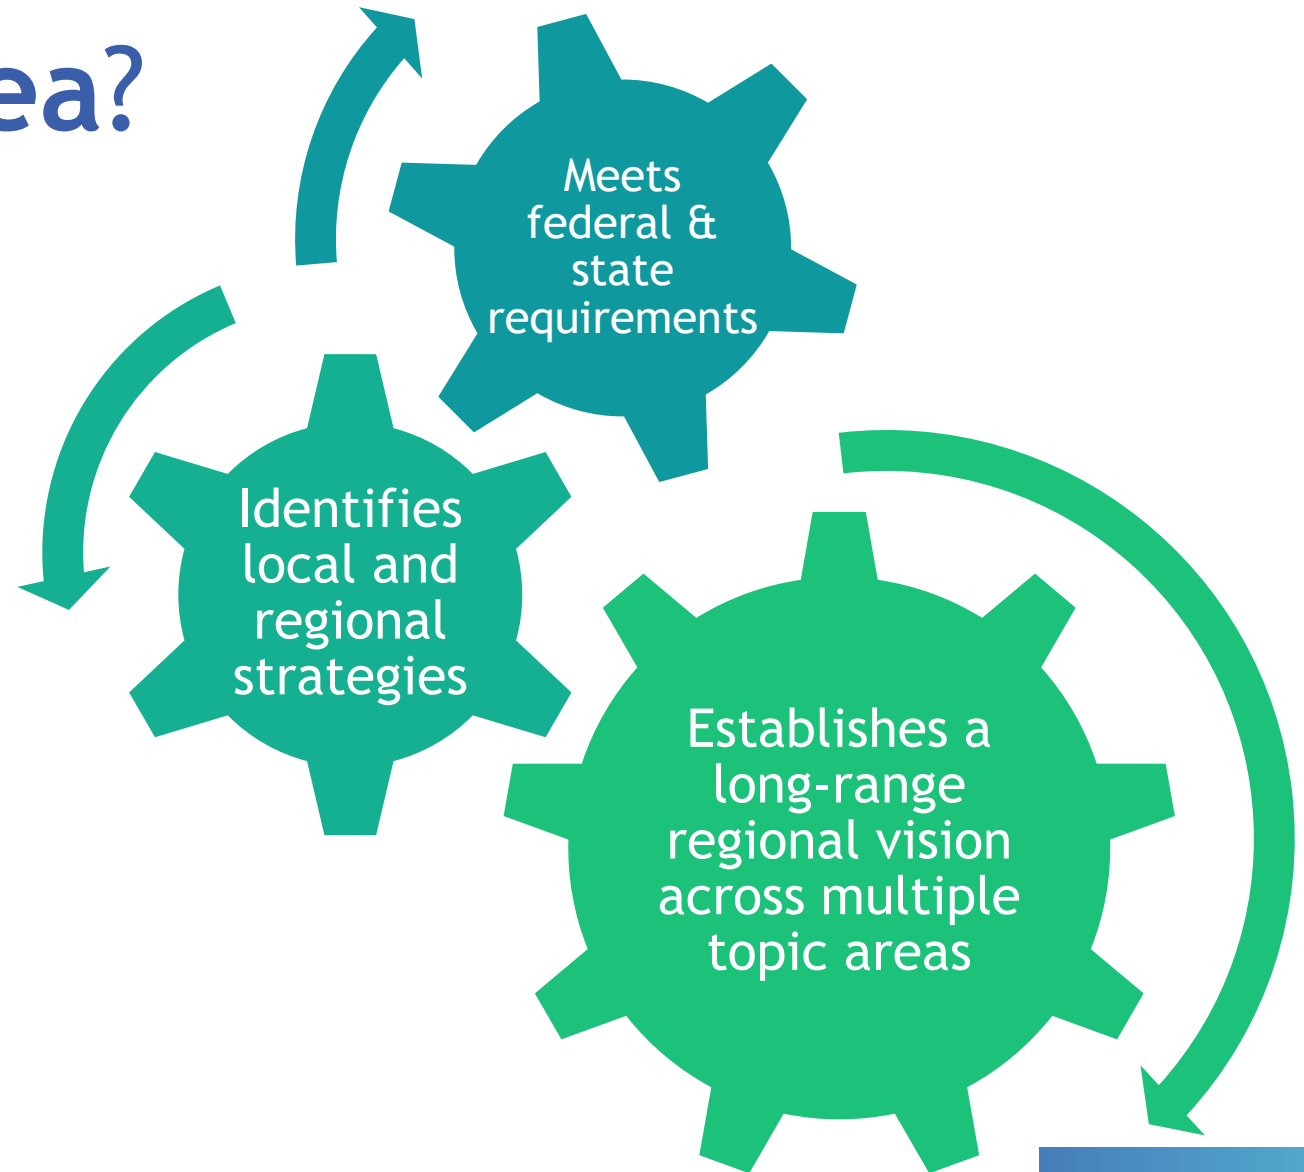 ea?
Meets
federal &
state
requirements
Identifies
local and
regional
strategies
Establishes a
long-range
regional vision
across multiple
topic areas